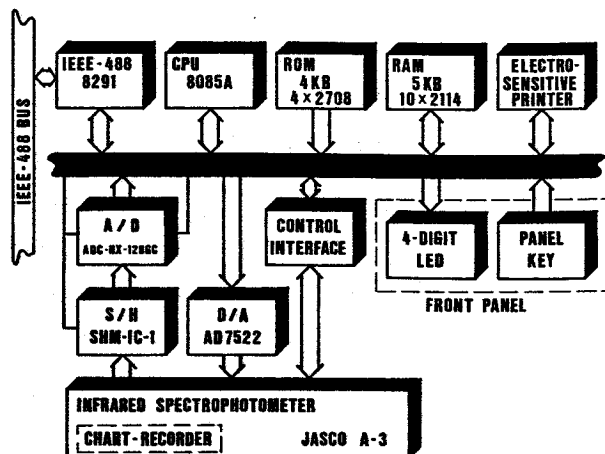 IEEE-488 BUS
IEEE-488
8291
CPU
8085A
ROM
4KB
4×2708
RAM
5KB
10×2114
ELECTRO-
SENSITIVE
PRINTER
A/D
ADC-HX-12BGC
CONTROL
INTERFACE
4-DIGIT
LED
PANEL
KEY
FRONT PANEL
S/H
SHM-IC-1
D/A
AD7522
INFRARED SPECTROPHOTOMETER
CHART-RECORDER
JASCO A-3